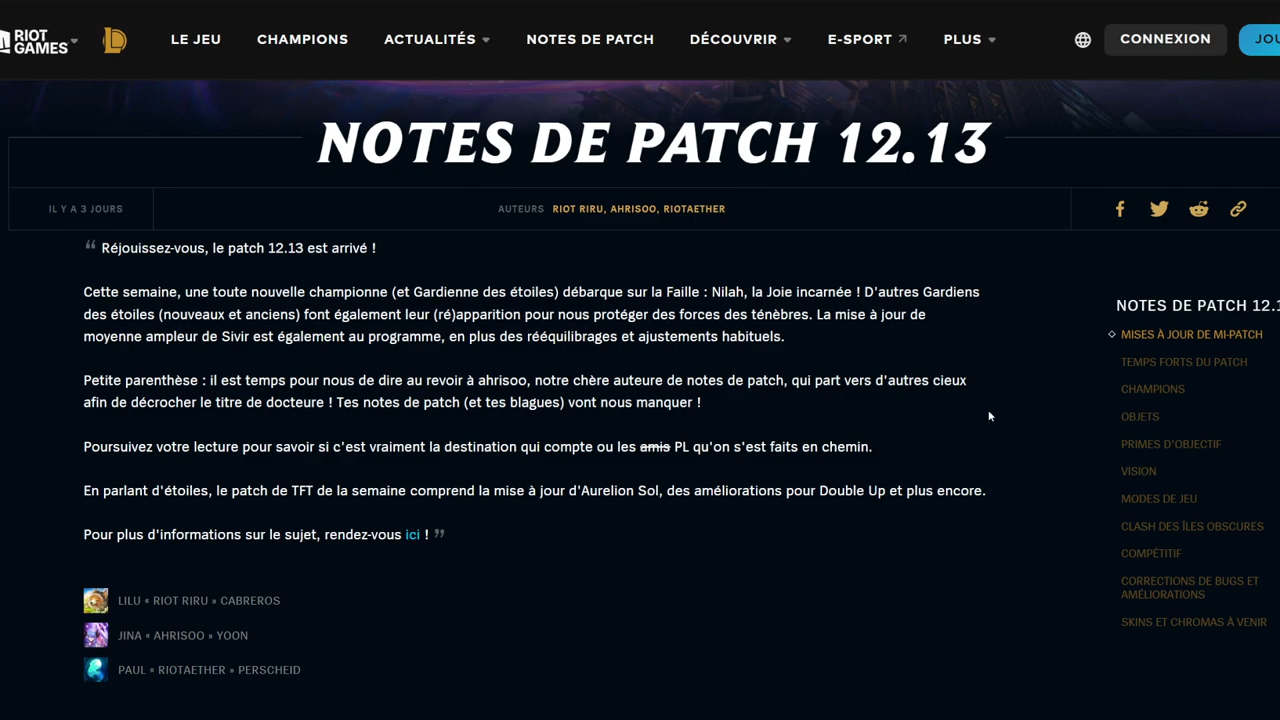 RIOT
GAMES
LE JEU
CHAMPIONS
ACTUALITÉS
NOTES DE PATCH
DÉCOUVRIR
E-SPORT
PLUS
CONNEXION
JOU
NOTES DE PATCH 12.13
IL Y A 3 JOURS
AUTEURS RIOT RIRU, AHRISOO, RIOTAETHER
“ Réjouissez-vous, le patch 12.13 est arrivé !
Cette semaine, une toute nouvelle championne (et Gardienne des étoiles) débarque sur la Faille : Nilah, la Joie incarnée ! D'autres Gardiens
des étoiles (nouveaux et anciens) font également leur (ré)apparition pour nous protéger des forces des ténèbres. La mise à jour de
moyenne ampleur de Sivir est également au programme, en plus des rééquilibrages et ajustements habituels.
Petite parenthèse : il est temps pour nous de dire au revoir à ahrisoo, notre chère auteure de notes de patch, qui part vers d'autres cieux
afin de décrocher le titre de docteure ! Tes notes de patch (et tes blagues) vont nous manquer !
Poursuivez votre lecture pour savoir si c'est vraiment la destination qui compte ou les amis PL qu'on s'est faits en chemin.
En parlant d'étoiles, le patch de TFT de la semaine comprend la mise à jour d'Aurelion Sol, des améliorations pour Double Up et plus encore.
Pour plus d'informations sur le sujet, rendez-vous ici ! ”
LILU « RIOT RIRU » CABREROS
JINA « AHRISOO » YOON
PAUL « RIOTAETHER » PERSCHEID
NOTES DE PATCH 12.1
MISES À JOUR DE MI-PATCH
TEMPS FORTS DU PATCH
CHAMPIONS
OBJETS
PRIMES D'OBJECTIF
VISION
MODES DE JEU
CLASH DES ÎLES OBSCURES
COMPÉTITIF
CORRECTIONS DE BUGS ET
AMÉLIORATIONS
SKINS ET CHROMAS À VENIR